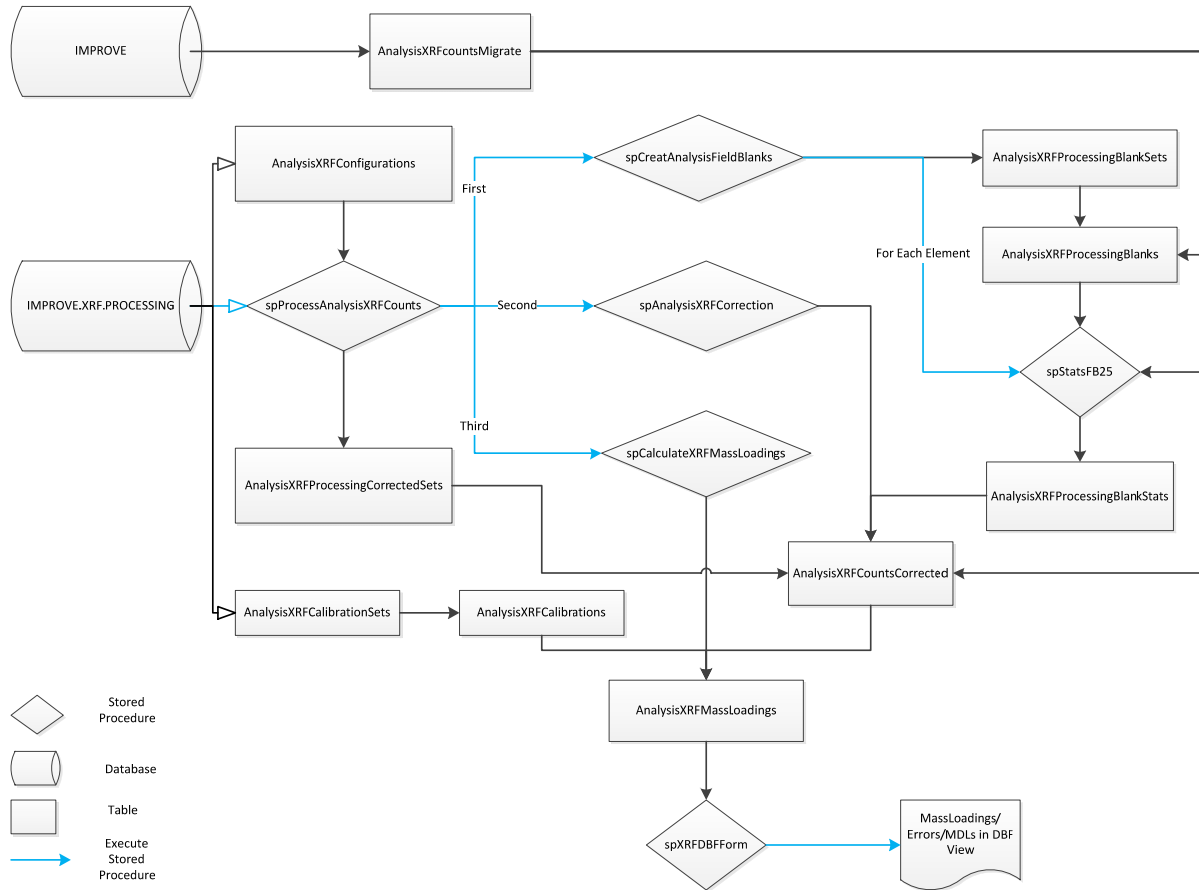 IMPROVE
AnalysisXRFcountsMigrate
AnalysisXRFConfigurations
First
spCreatAnalysisFieldBlanks
AnalysisXRFProcessingBlankSets
For Each Element
AnalysisXRFProcessingBlanks
IMPROVE.XRF.PROCESSING
spProcessAnalysisXRFCounts
Second
spAnalysisXRFCorrection
spStatsFB25
Third
spCalculateXRFMassLoadings
AnalysisXRFProcessingCorrectedSets
AnalysisXRFProcessingBlankStats
AnalysisXRFCountsCorrected
AnalysisXRFCalibrationSets
AnalysisXRFCalibrations
AnalysisXRFMassLoadings
spXRFDBFForm
MassLoadings/
Errors/MDLs in DBF
View
Stored
Procedure
Database
Table
Execute
Stored
Procedure